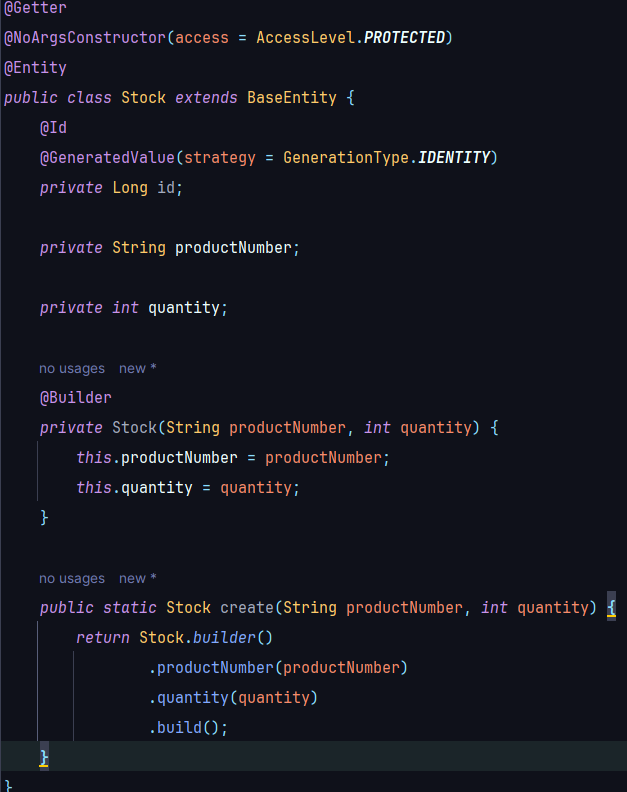 @Getter
@NoArgsConstructor(access = AccessLevel.PROTECTED)
@Entity
public class Stock extends BaseEntity {
@Id
@GeneratedValue(strategy = GenerationType.IDENTITY)
private Long id;
private String productNumber;
private int quantity;
no usages new *
@Builder
private Stock(String productNumber, int quantity) {
this.productNumber = productNumber;
this.quantity = quantity;
}
no usages new *
public static Stock create(String productNumber, int quantity) {
return Stock.builder()
.productNumber(productNumber)
.quantity(quantity)
.build();
}
}